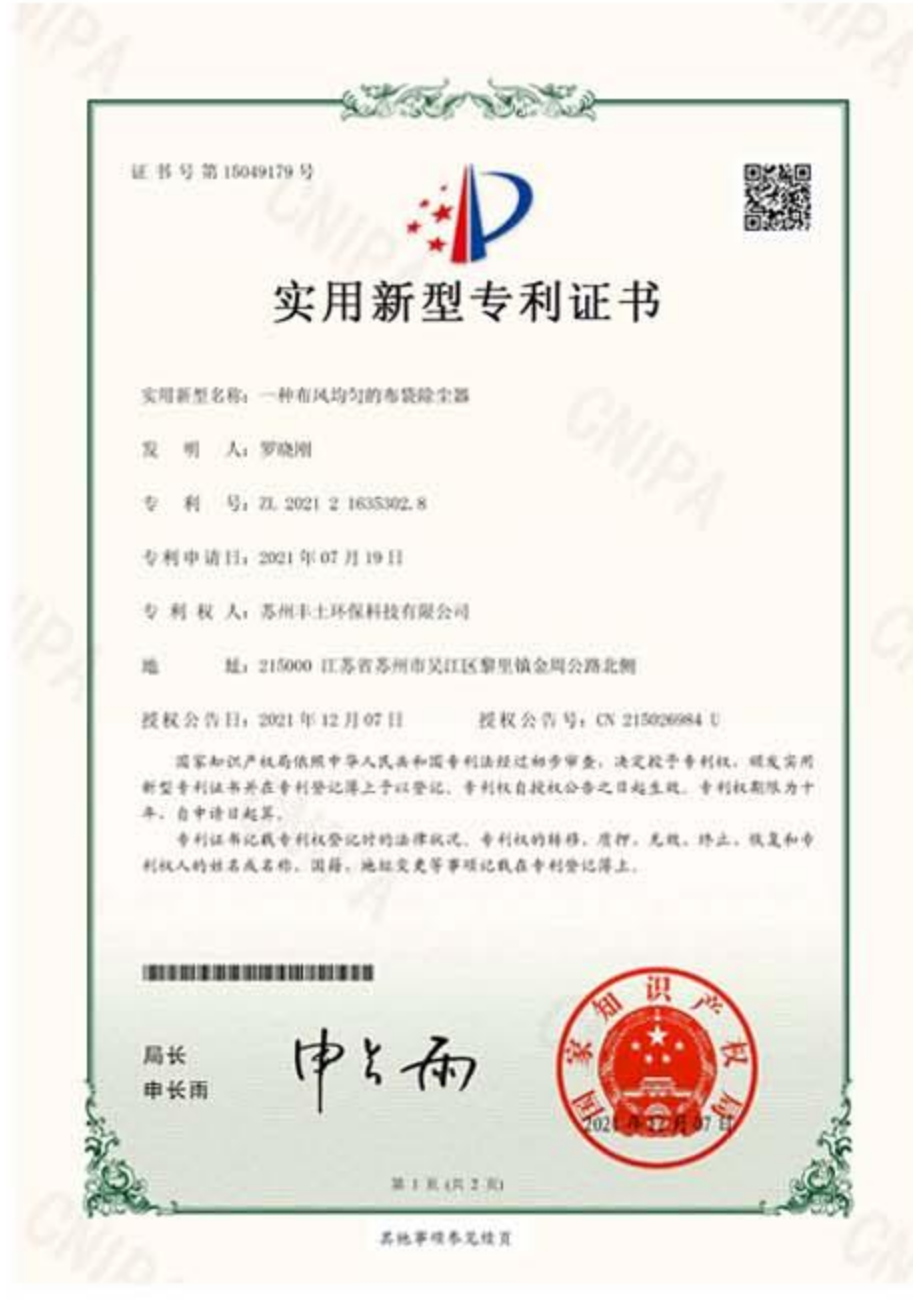 证书号第15049179号
实用新型专利证书
实用新型名称：一种布风均匀的布袋除尘器
发明人：罗晓刚
专利号：ZL 2021 2 1635302.8
专利申请日：2021年07月19日
专利权人：苏州丰土环保科技有限公司
地址：215000 江苏省苏州市吴江区黎里镇金周公路北侧
授权公告日：2021年12月07日 授权公告号：CN 215026984 U
国家知识产权局依照中华人民共和国专利法经过初步审查，决定授予专利权，颁发实用
新型专利证书并在专利登记簿上予以登记。专利权自授权公告之日起生效。专利权期限为十
年，自申请日起算。
专利证书记载专利权登记时的法律状况。专利权的转移、质押、无效、终止、恢复和专
利权人的姓名或名称、国籍、地址变更等事项记载在专利登记簿上。
局长
申长雨
申长雨
国家知识产权局
2021年12月07日
第 1 页 (共 2 页)
其他事项参见续页
CNIPA
CNIPA
CNIPA
CNIPA
CNIPA
CNIPA